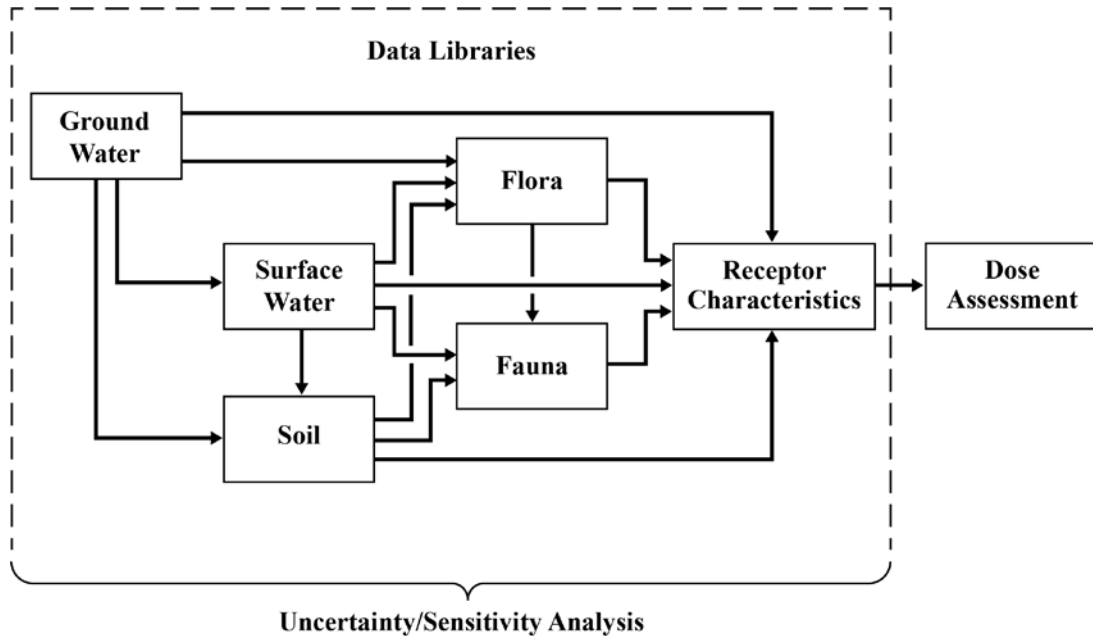 Data Libraries
Ground
Water
Flora
Surface
Water
Receptor
Characteristics
Dose
Assessment
Fauna
Soil
Uncertainty/Sensitivity Analysis